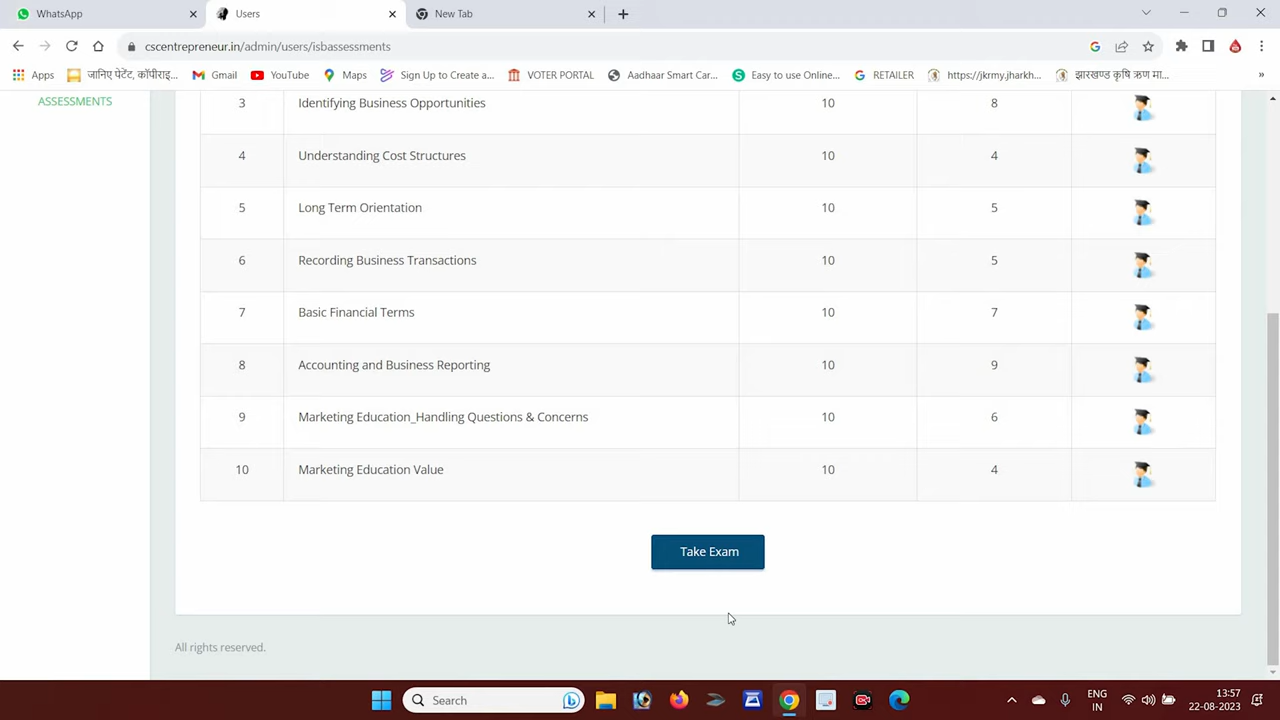 WhatsApp
Users
New Tab
cscentrepreneur.in/admin/users/isbassessments
Apps जानिए पेटेंट, कॉपीराइ... Gmail YouTube Maps Sign Up to Create a... VOTER PORTAL Aadhaar Smart Car... Easy to use Online... RETAILER https://jkrmy.jharkh... झारखण्ड कृषि ऋण मा... »
ASSESSMENTS
3 Identifying Business Opportunities 10 8
4 Understanding Cost Structures 10 4
5 Long Term Orientation 10 5
6 Recording Business Transactions 10 5
7 Basic Financial Terms 10 7
8 Accounting and Business Reporting 10 9
9 Marketing Education_Handling Questions & Concerns 10 6
10 Marketing Education Value 10 4
Take Exam
All rights reserved.
Search
ENG
IN
13:57
22-08-2023